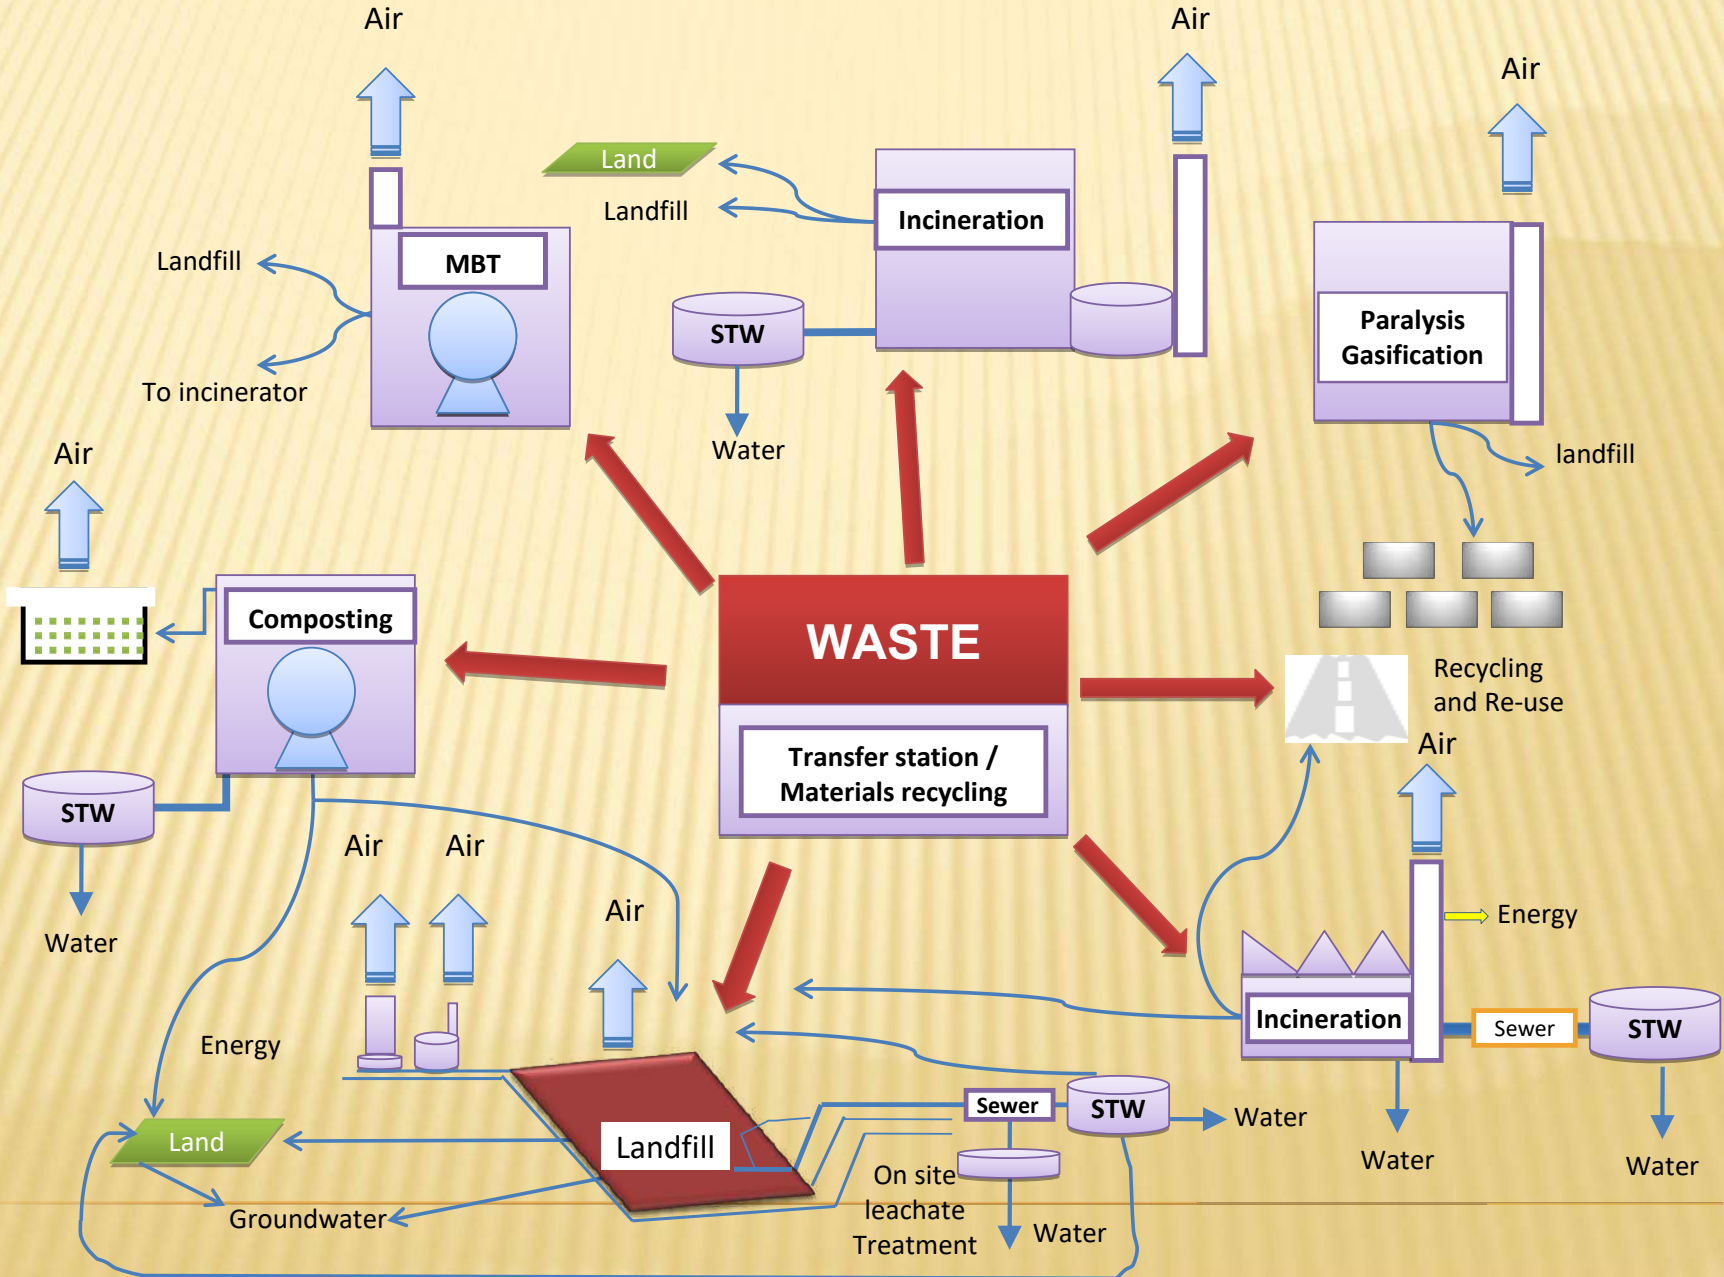 Air
Air
Air
Land
Landfill
Incineration
Landfill
MBT
STW
Paralysis
Gasification
To incinerator
Water
landfill
Air
Composting
WASTE
Recycling
and Re-use
Transfer station /
Materials recycling
Air
STW
Air
Air
Air
Energy
Water
Energy
Incineration
Sewer
STW
Sewer
STW
Water
Land
Landfill
Water
Water
On site
leachate
Treatment
Groundwater
Water